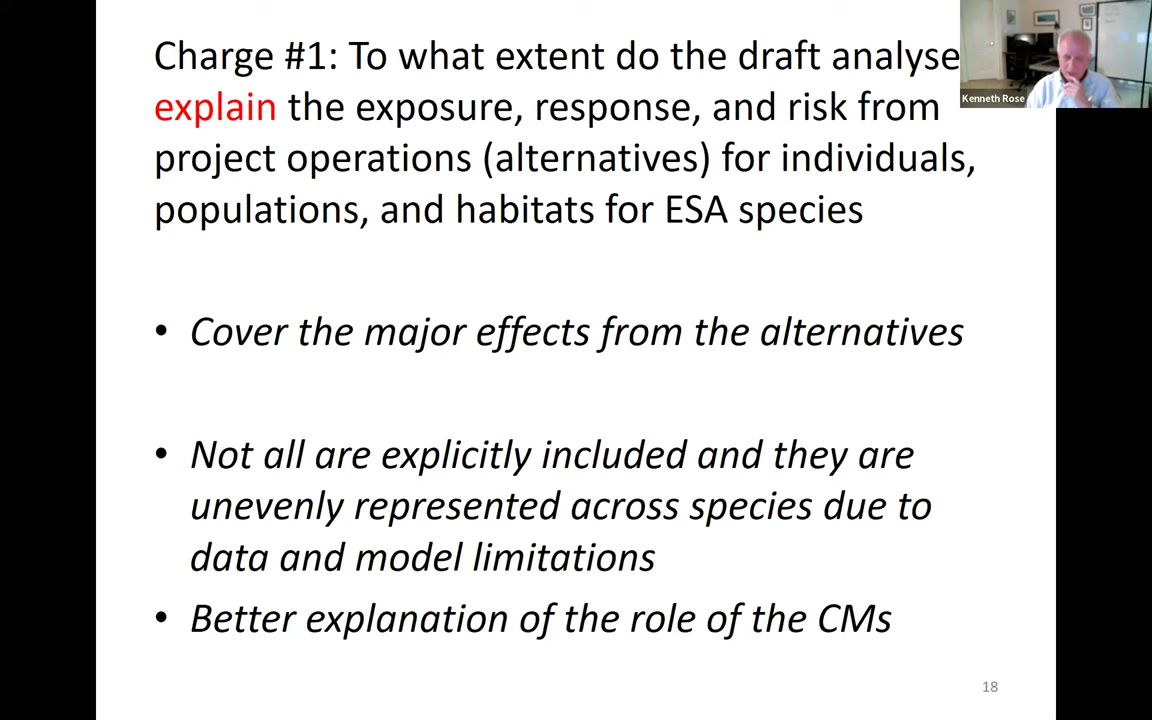 Charge #1: To what extent do the draft analyse
explain the exposure, response, and risk from
project operations (alternatives) for individuals,
populations, and habitats for ESA species
• Cover the major effects from the alternatives
• Not all are explicitly included and they are
unevenly represented across species due to
data and model limitations
• Better explanation of the role of the CMs
18
Kenneth Rose